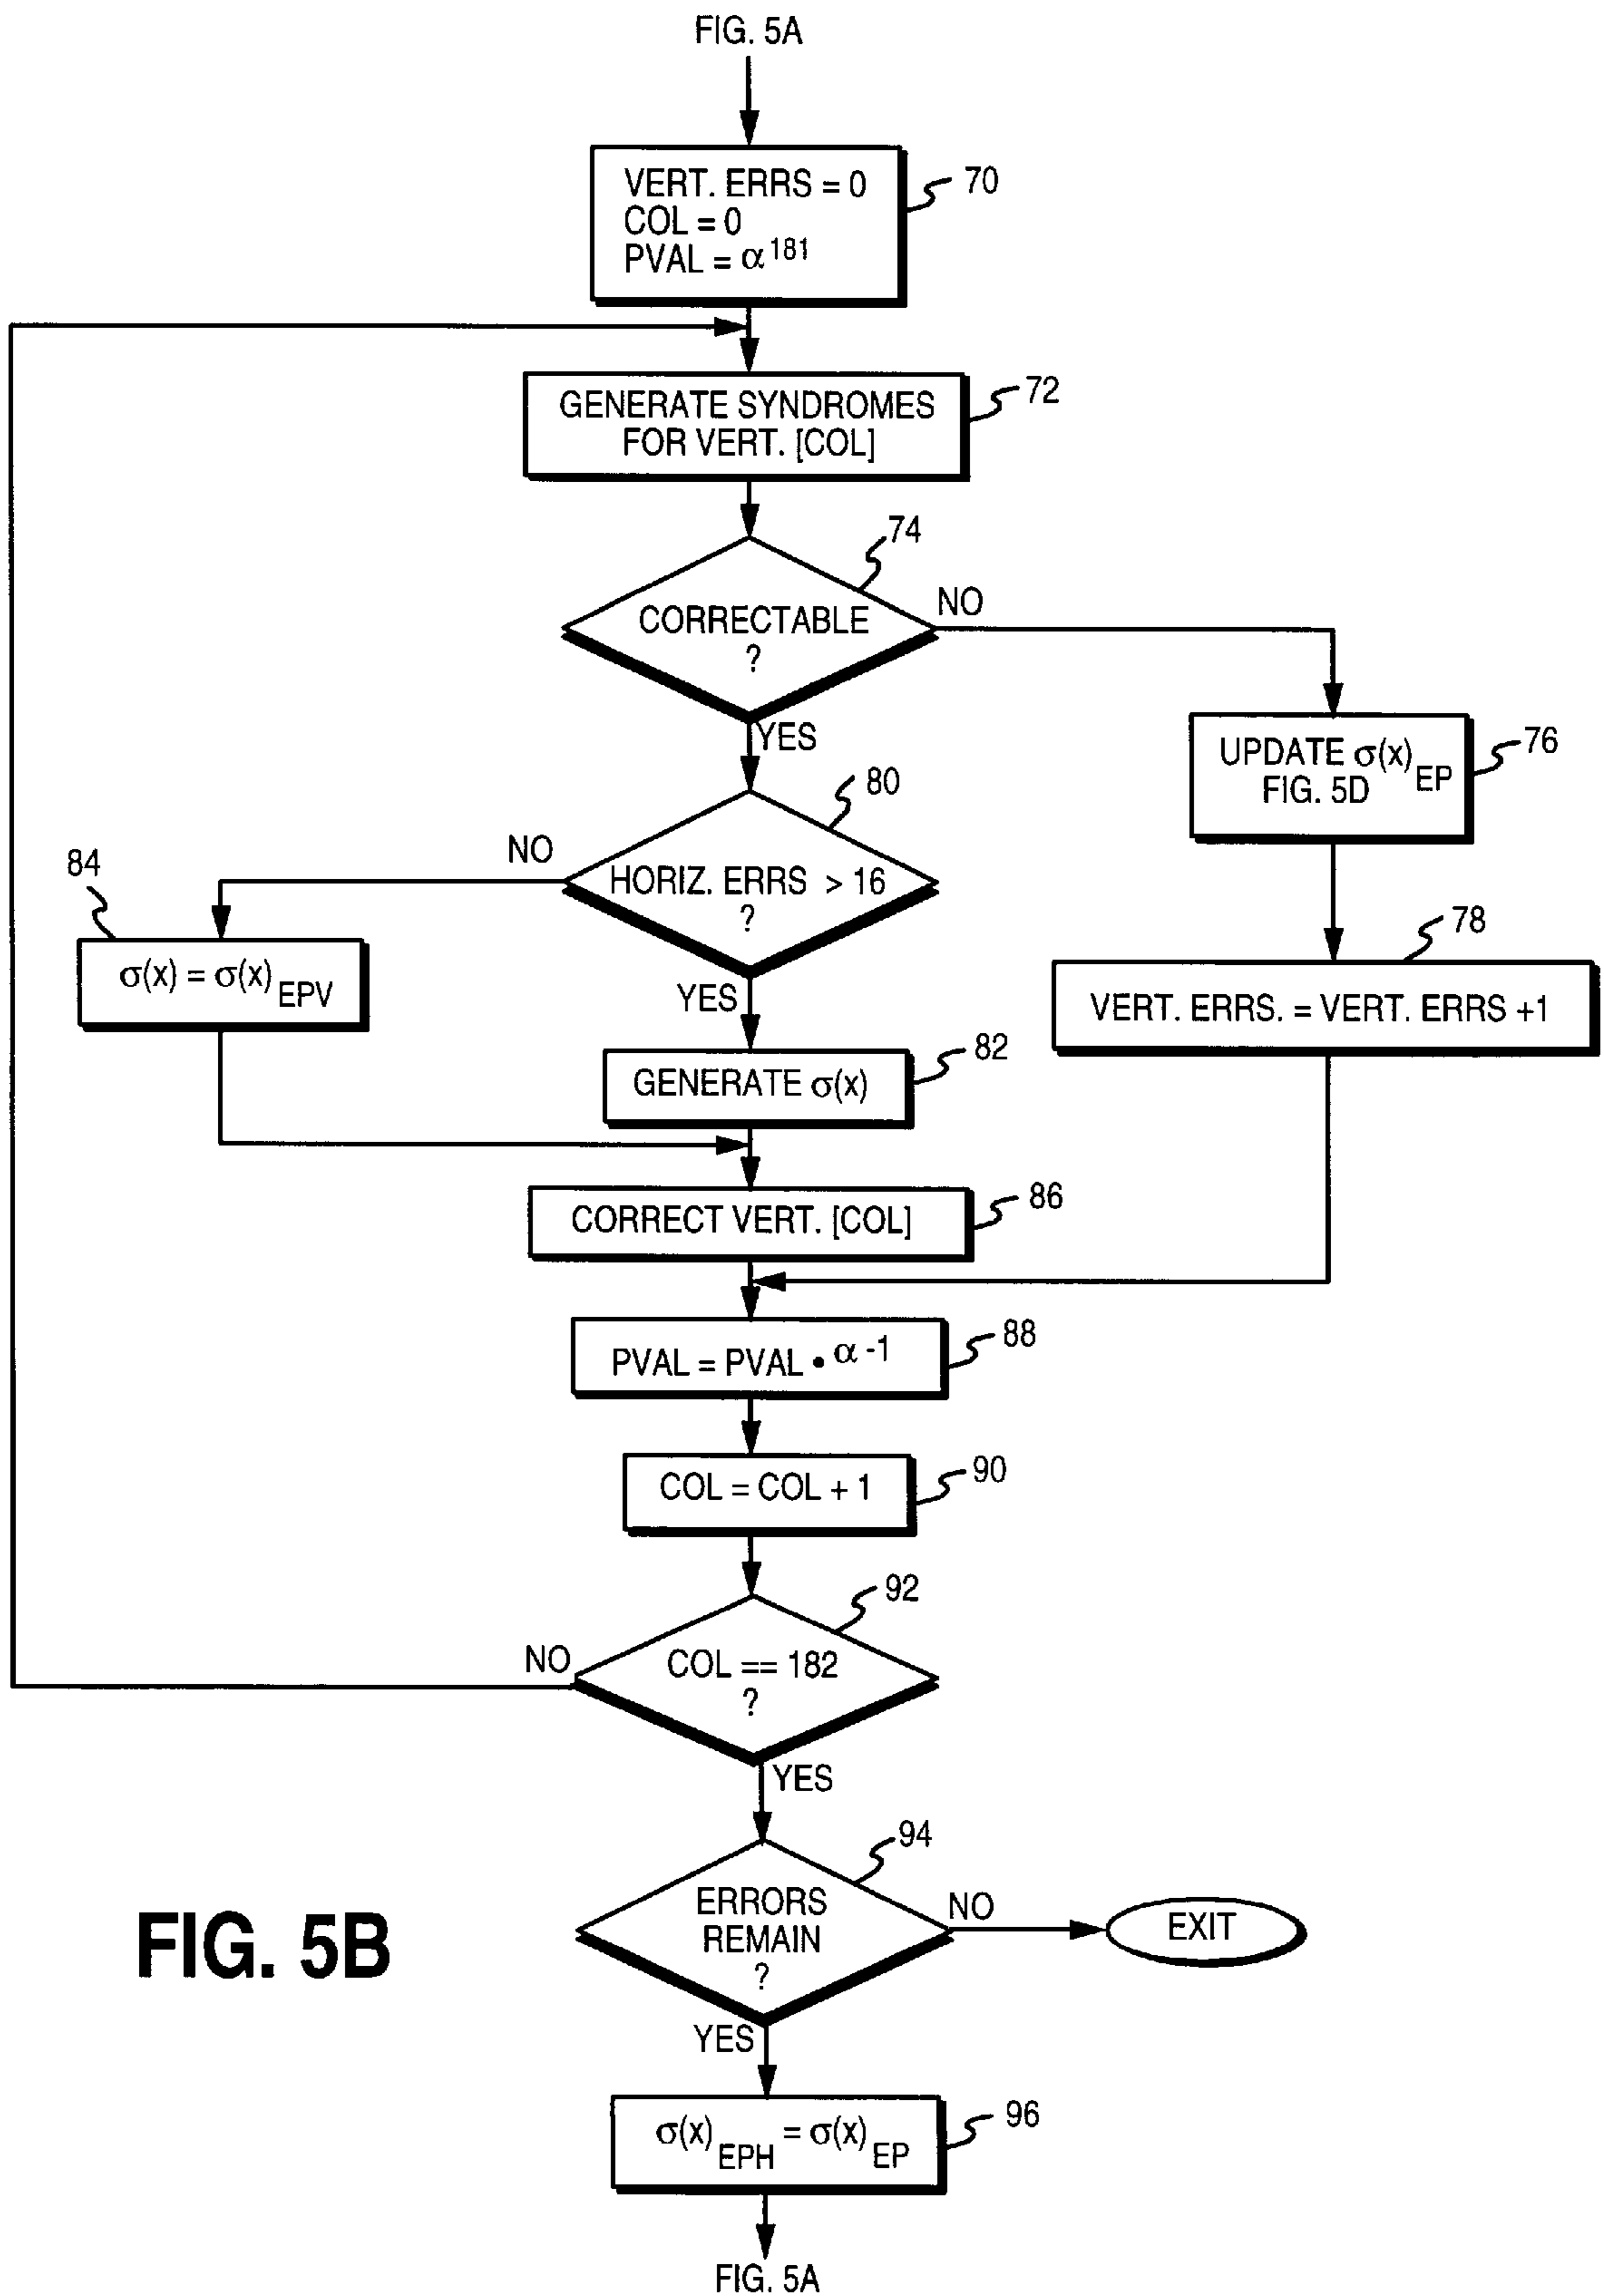 FIG. 5A
VERT. ERRS = 0
COL = 0
PVAL = α¹⁸¹
70
GENERATE SYNDROMES
FOR VERT. [COL]
72
74
CORRECTABLE
?
NO
YES
UPDATE σ(x)EP
FIG. 5D
76
80
HORIZ. ERRS > 16
?
NO
84
σ(x) = σ(x)EPV
YES
78
VERT. ERRS. = VERT. ERRS +1
82
GENERATE σ(x)
CORRECT VERT. [COL]
86
PVAL = PVAL • α⁻¹
88
COL = COL + 1
90
92
COL == 182
?
NO
YES
94
ERRORS
REMAIN
?
NO
EXIT
FIG. 5B
YES
σ(x)EPH = σ(x)EP
96
FIG. 5A